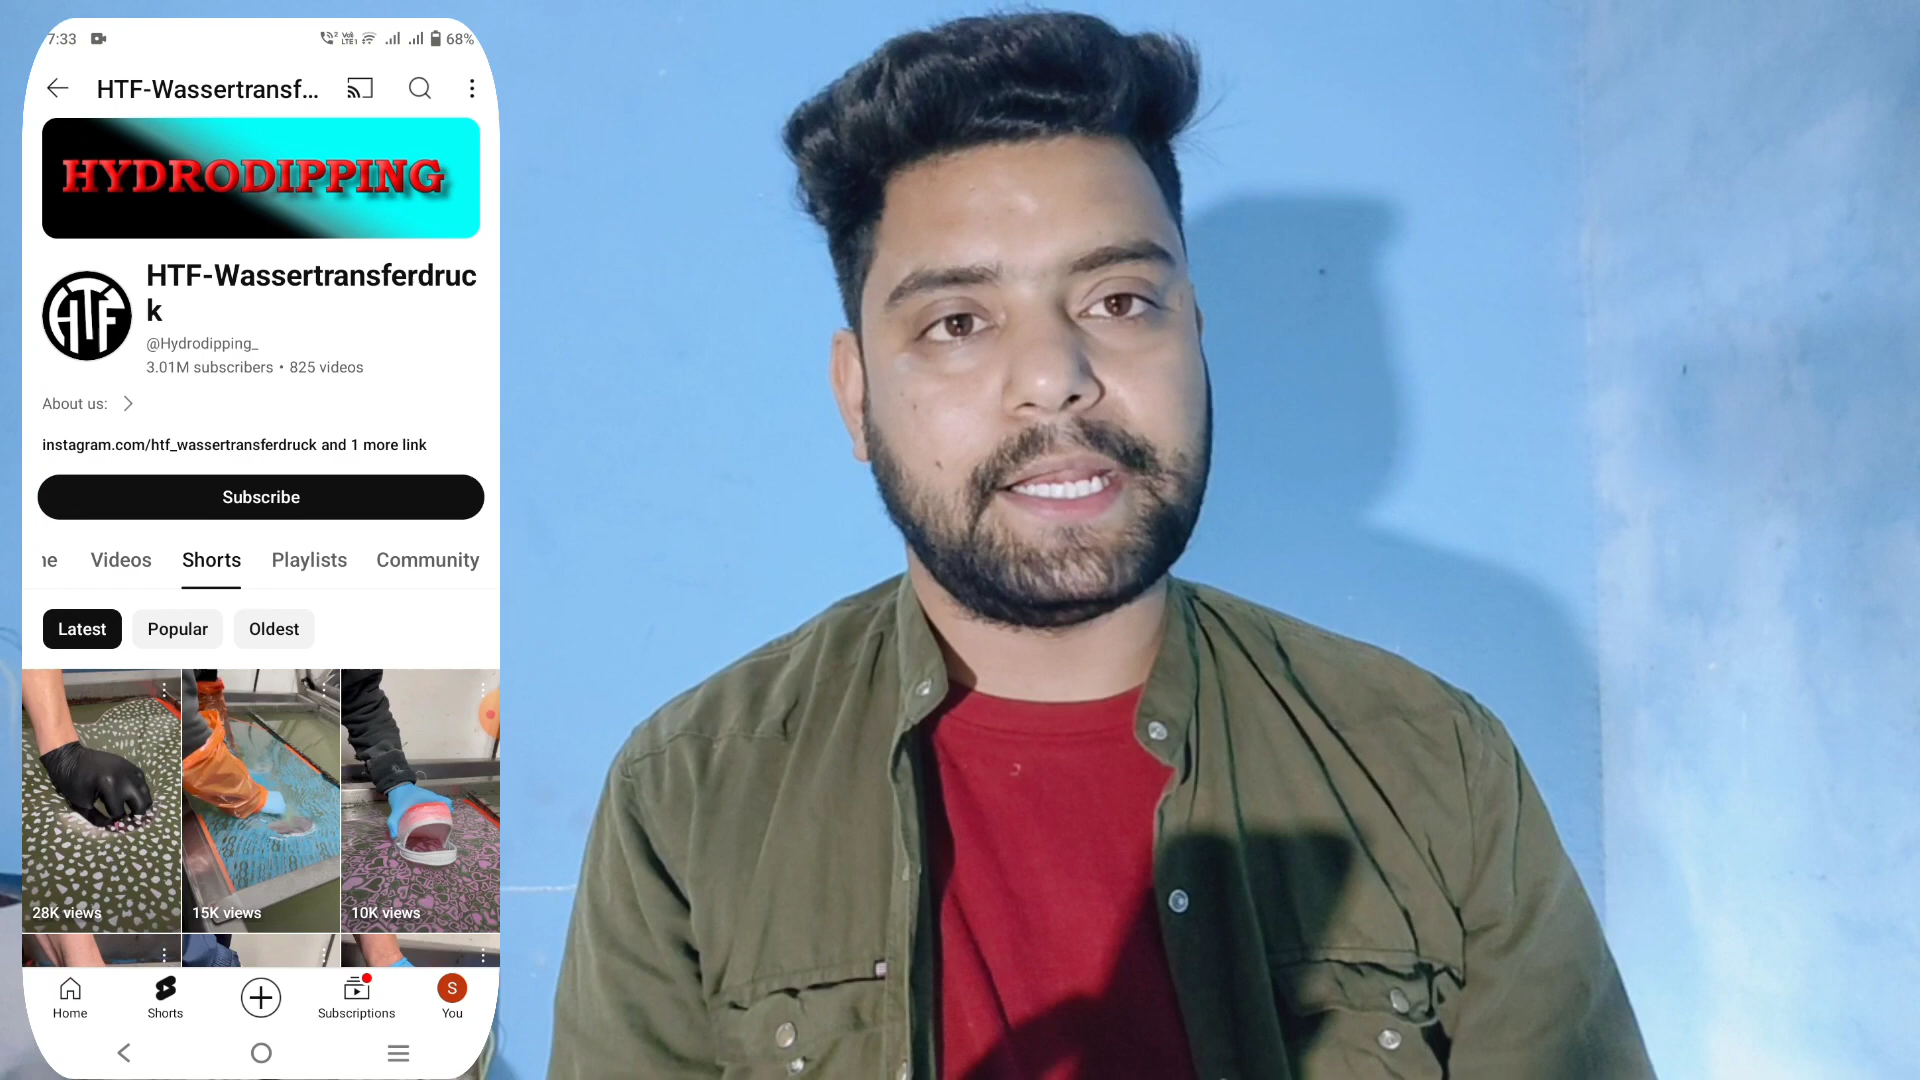 7:33
68%
HTF-Wassertransf...
HYDRODIPPING
HTF
HTF-Wassertransferdruc
k
@Hydrodipping_
3.01M subscribers • 825 videos
About us:
instagram.com/htf_wassertransferdruck and 1 more link
Subscribe
ne Videos Shorts Playlists Community
Latest Popular Oldest
28K views 15K views 10K views
S
Home Shorts Subscriptions You